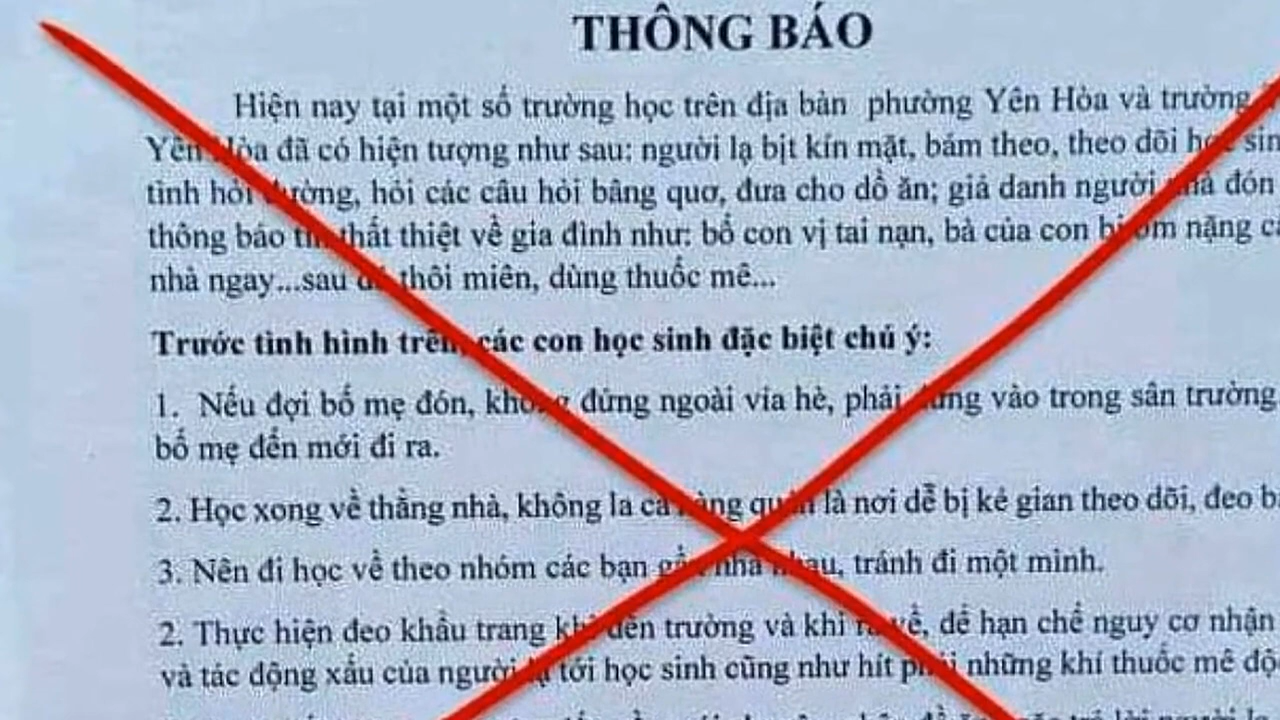 THÔNG BÁO
Hiện nay tại một số trường học trên địa bàn phường Yên Hòa và trường
Yên Hòa đã có hiện tượng như sau: người lạ bịt kín mặt, bám theo, theo dõi học sin
tình hỏi đường, hỏi các câu hỏi bâng quơ, đưa cho đồ ăn; giả danh người nhà đón
thông báo tin thất thiệt về gia đình như: bố con vị tai nạn, bà của con bị ốm nặng
nhà ngay...sau đó thôi miên, dùng thuốc mê...
Trước tình hình trên, các con học sinh đặc biệt chú ý:
1. Nếu đợi bố mẹ đón, không đứng ngoài vỉa hè, phải đứng vào trong sân trường,
bố mẹ đến mới đi ra.
2. Học xong về thẳng nhà, không la cà hàng quán là nơi dễ bị kẻ gian theo dõi, đeo b
3. Nên đi học về theo nhóm các bạn gần nhà nhau, tránh đi một mình.
2. Thực hiện đeo khẩu trang khi đến trường và khi ra về, để hạn chế nguy cơ nhận
và tác động xấu của người lạ tới học sinh cũng như hít phải những khí thuốc mê độ